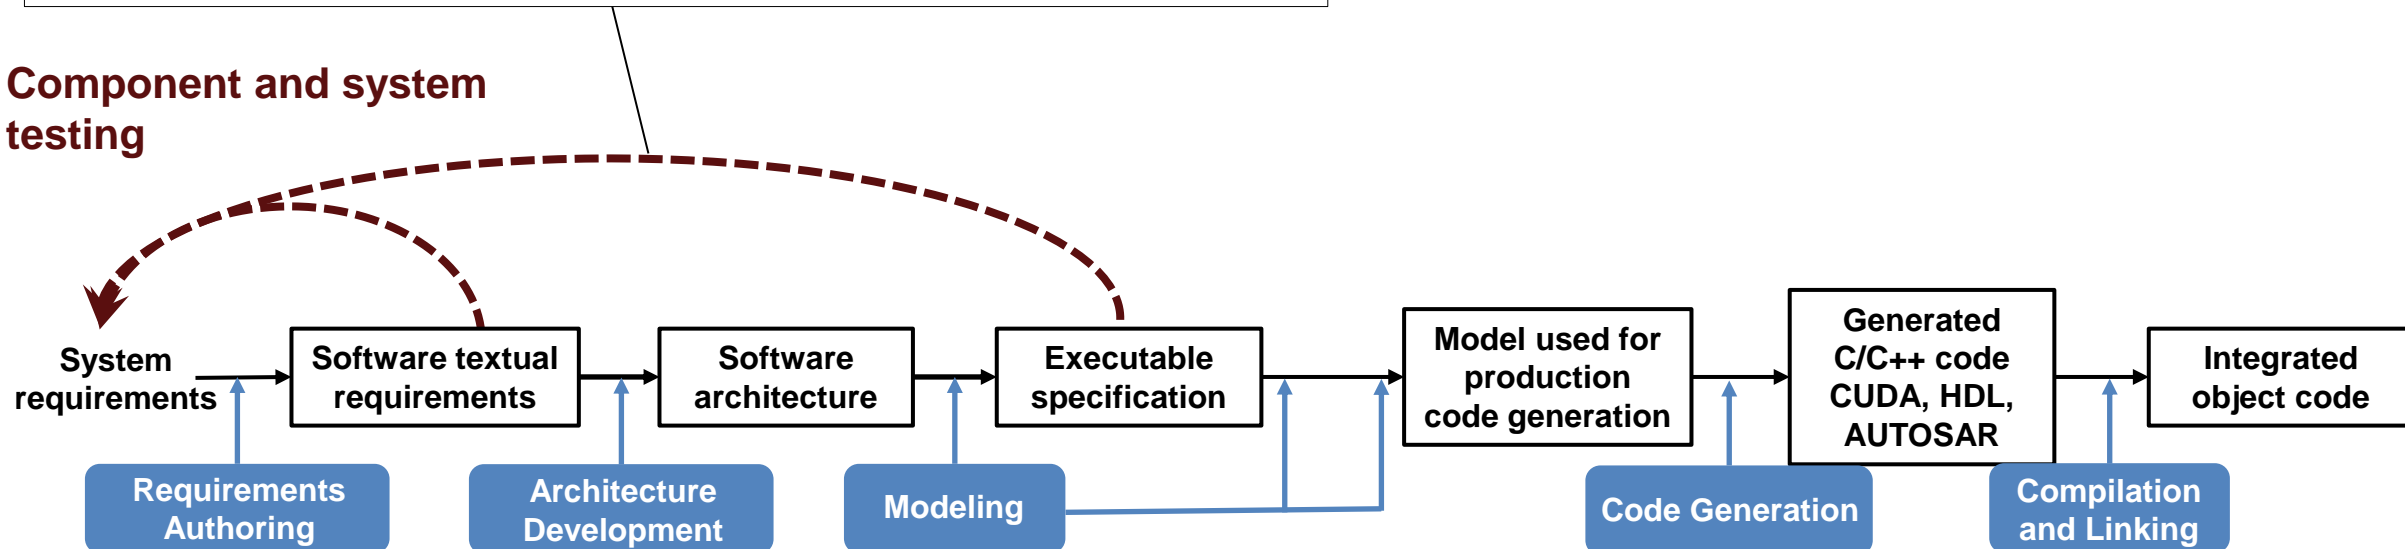 Component and system
testing
System
requirements
Software textual
requirements
Software
architecture
Executable
specification
Model used for
production
code generation
Generated
C/C++ code
CUDA, HDL,
AUTOSAR
Integrated
object code
Requirements
Authoring
Architecture
Development
Modeling
Code Generation
Compilation
and Linking